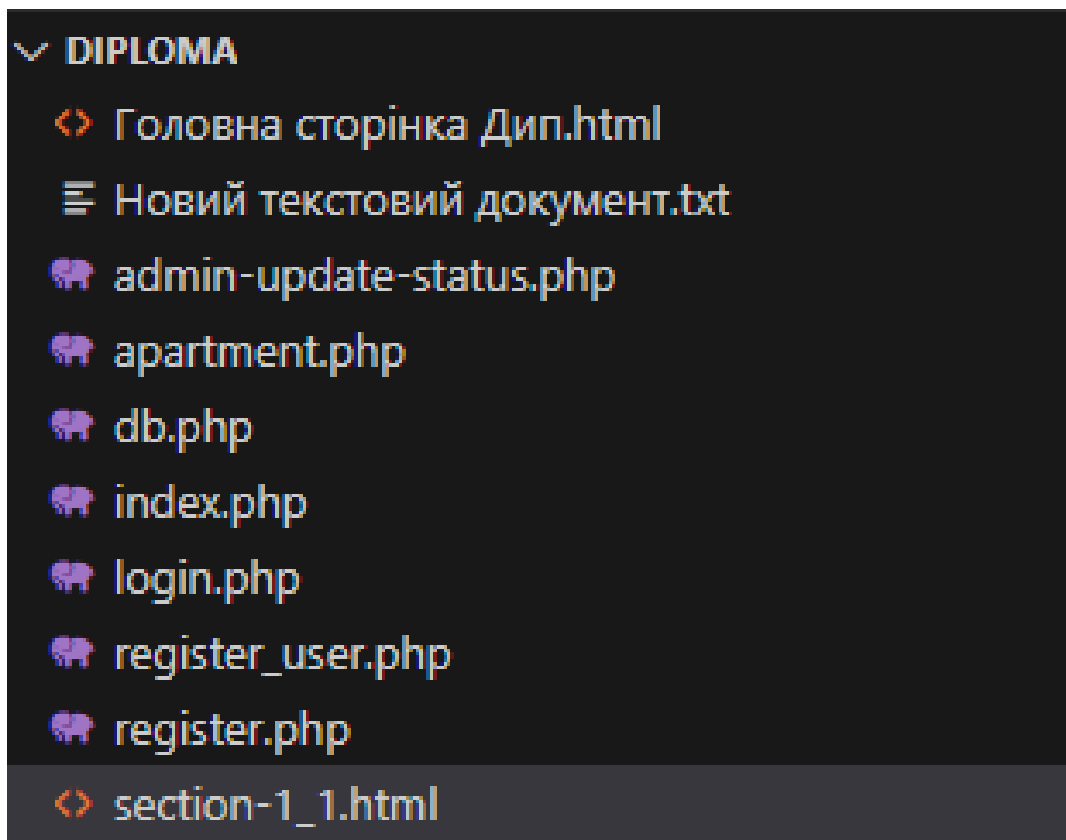 DIPLOMA
Головна сторінка Дип.html
Новий текстовий документ.txt
admin-update-status.php
apartment.php
db.php
index.php
login.php
register_user.php
register.php
section-1_1.html